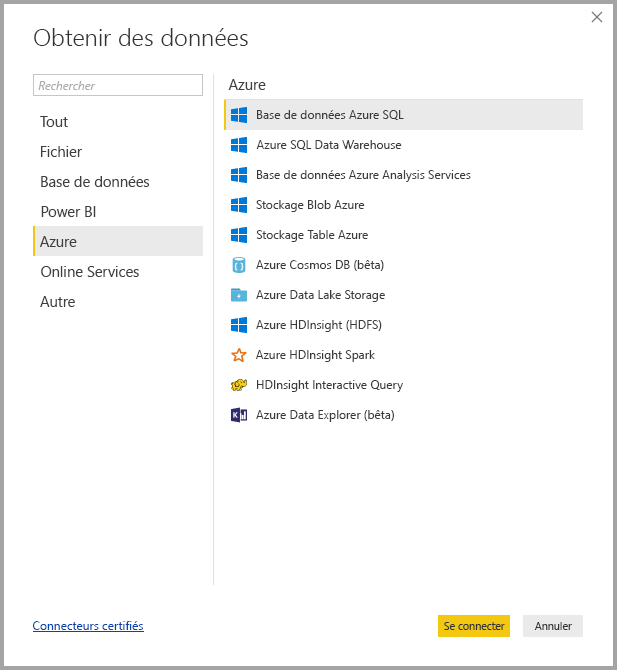 Obtenir des données
Rechercher
Tout
Fichier
Base de données
Power BI
Azure
Online Services
Autre
Azure
Base de données Azure SQL
Azure SQL Data Warehouse
Base de données Azure Analysis Services
Stockage Blob Azure
Stockage Table Azure
Azure Cosmos DB (bêta)
Azure Data Lake Storage
Azure HDInsight (HDFS)
Azure HDInsight Spark
HDInsight Interactive Query
Azure Data Explorer (bêta)
Connecteurs certifiés
Se connecter
Annuler